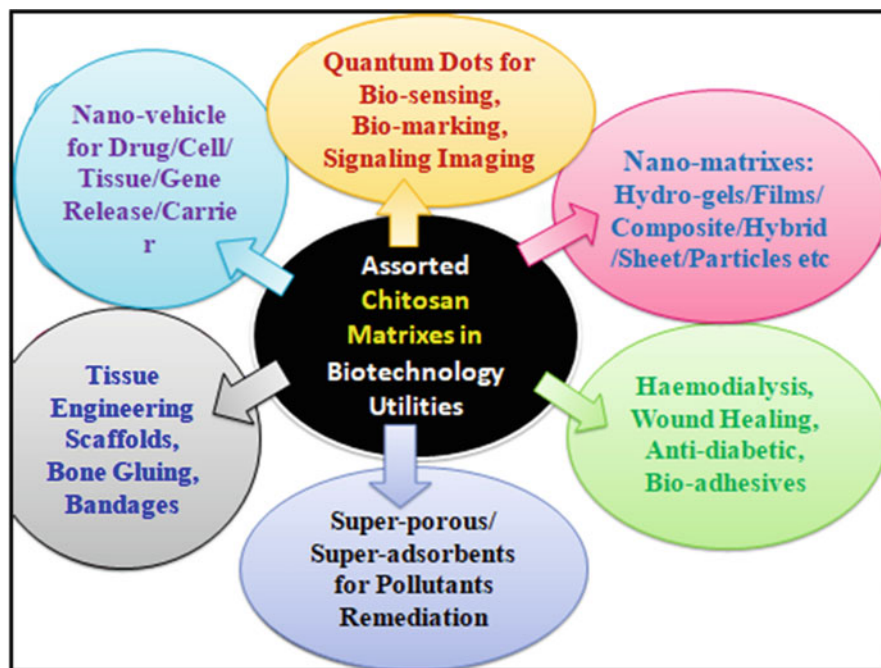 Quantum Dots for
Bio-sensing,
Bio-marking,
Signaling Imaging
Nano-vehicle
for Drug/Cell/
Tissue/Gene
Release/Carrie
r
Nano-matrixes:
Hydro-gels/Films/
Composite/Hybrid
/Sheet/Particles etc
Assorted
Chitosan
Matrixes in
Biotechnology
Utilities
Tissue
Engineering
Scaffolds,
Bone Gluing,
Bandages
Haemodialysis,
Wound Healing,
Anti-diabetic,
Bio-adhesives
Super-porous/
Super-adsorbents
for Pollutants
Remediation